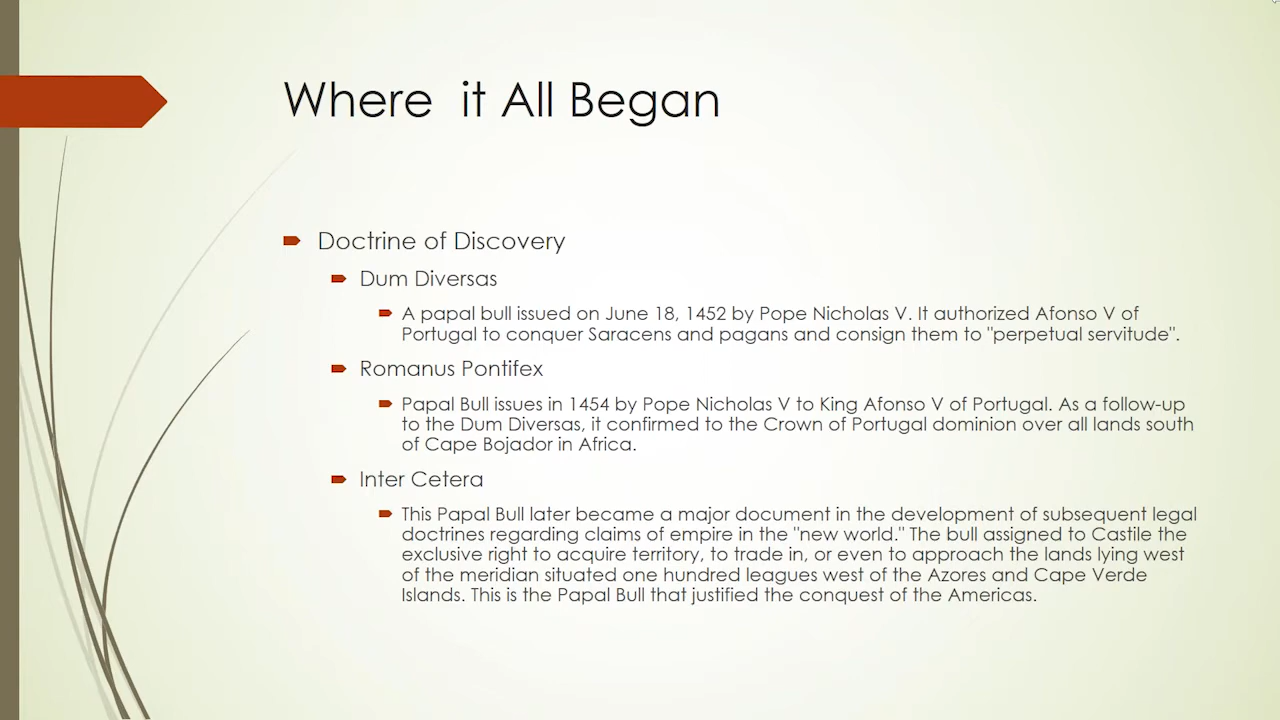 Where  it All Began
Doctrine of Discovery
Dum Diversas
A papal bull issued on June 18, 1452 by Pope Nicholas V. It authorized Afonso V of
Portugal to conquer Saracens and pagans and consign them to "perpetual servitude".
Romanus Pontifex
Papal Bull issues in 1454 by Pope Nicholas V to King Afonso V of Portugal. As a follow-up
to the Dum Diversas, it confirmed to the Crown of Portugal dominion over all lands south
of Cape Bojador in Africa.
Inter Cetera
This Papal Bull later became a major document in the development of subsequent legal
doctrines regarding claims of empire in the "new world." The bull assigned to Castile the
exclusive right to acquire territory, to trade in, or even to approach the lands lying west
of the meridian situated one hundred leagues west of the Azores and Cape Verde
Islands. This is the Papal Bull that justified the conquest of the Americas.